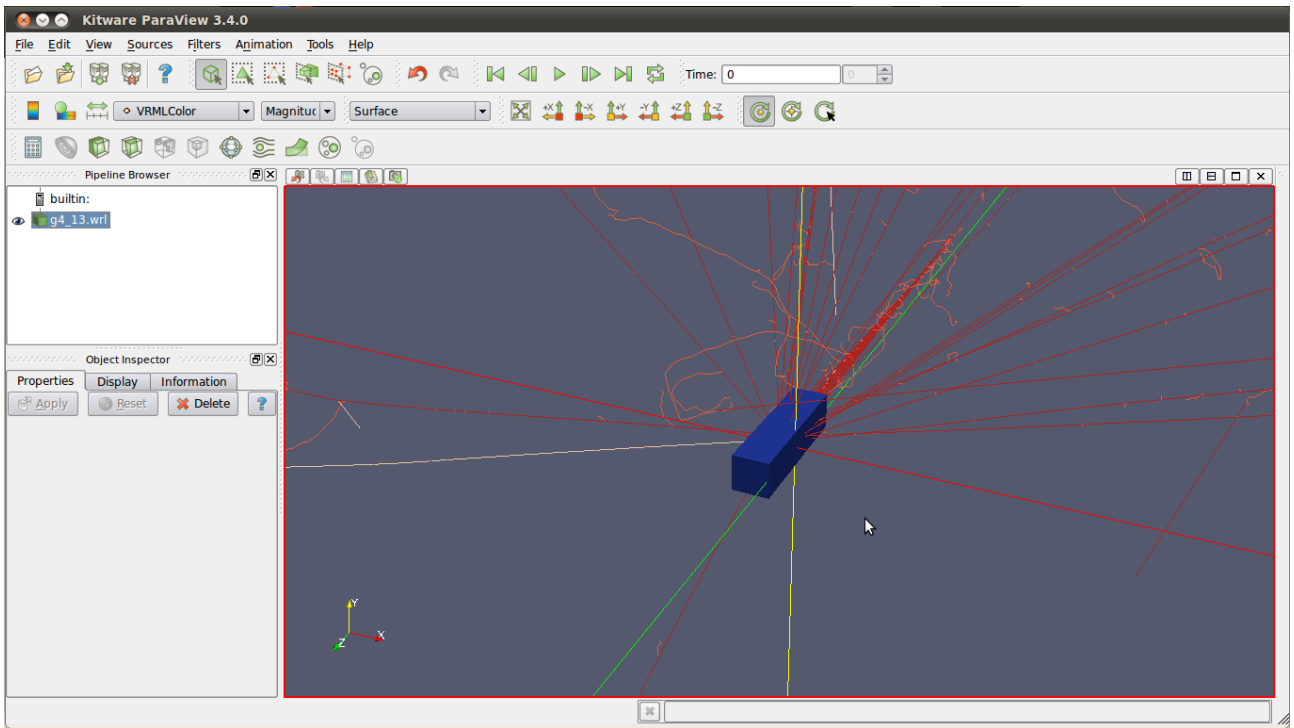 Kitware ParaView 3.4.0
File Edit View Sources Filters Animation Tools Help
Time: 0 0
VRMLColor Magnituc Surface +X -X +Y -Y +Z -Z
Pipeline Browser
builtin:
g4_13.wrl
Object Inspector
Properties Display Information
Apply Reset Delete ?
Y
X
Z